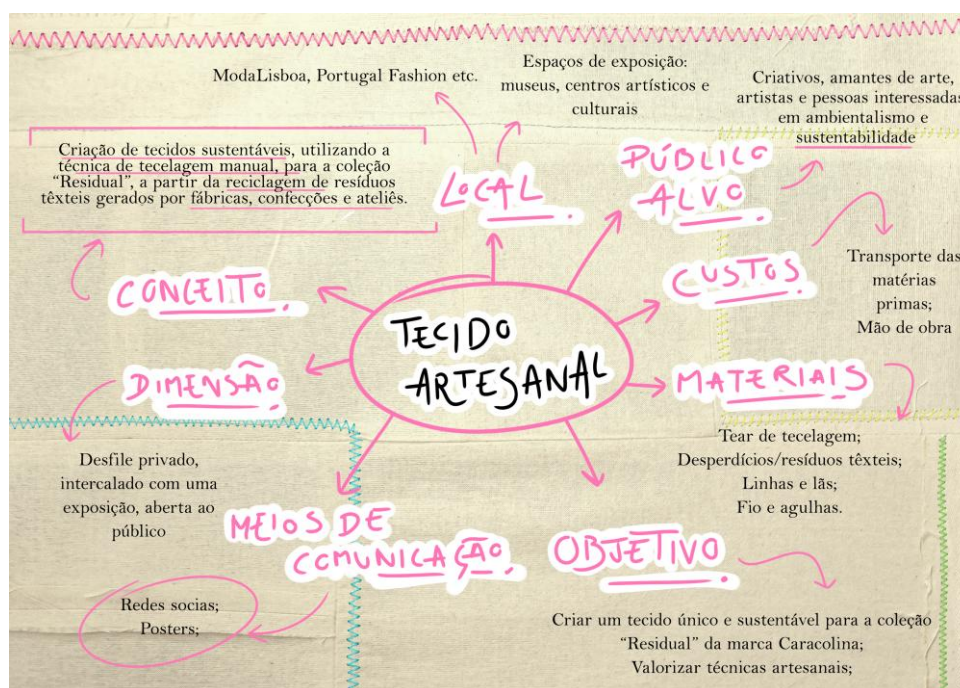 ModaLisboa, Portugal Fashion etc.
Espaços de exposição:
museus, centros artísticos e
culturais
Criativos, amantes de arte,
artistas e pessoas interessadas
em ambientalismo e
sustentabilidade
Criação de tecidos sustentáveis, utilizando a
técnica de tecelagem manual, para a coleção
“Residual”, a partir da reciclagem de resíduos
têxteis gerados por fábricas, confecções e ateliês.
LOCAL
PÚBLICO
ALVO
CONCEITO
CUSTOS
Transporte das
matérias
primas;
Mão de obra
TECIDO
ARTESANAL
DIMENSÃO
MATERIAIS
Desfile privado,
intercalado com uma
exposição, aberta ao
público
Tear de tecelagem;
Desperdícios/resíduos têxteis;
Linhas e lãs;
Fio e agulhas.
MEIOS DE
COMUNICAÇÃO
OBJETIVO
Redes socias;
Posters;
Criar um tecido único e sustentável para a coleção
“Residual” da marca Caracolina;
Valorizar técnicas artesanais;